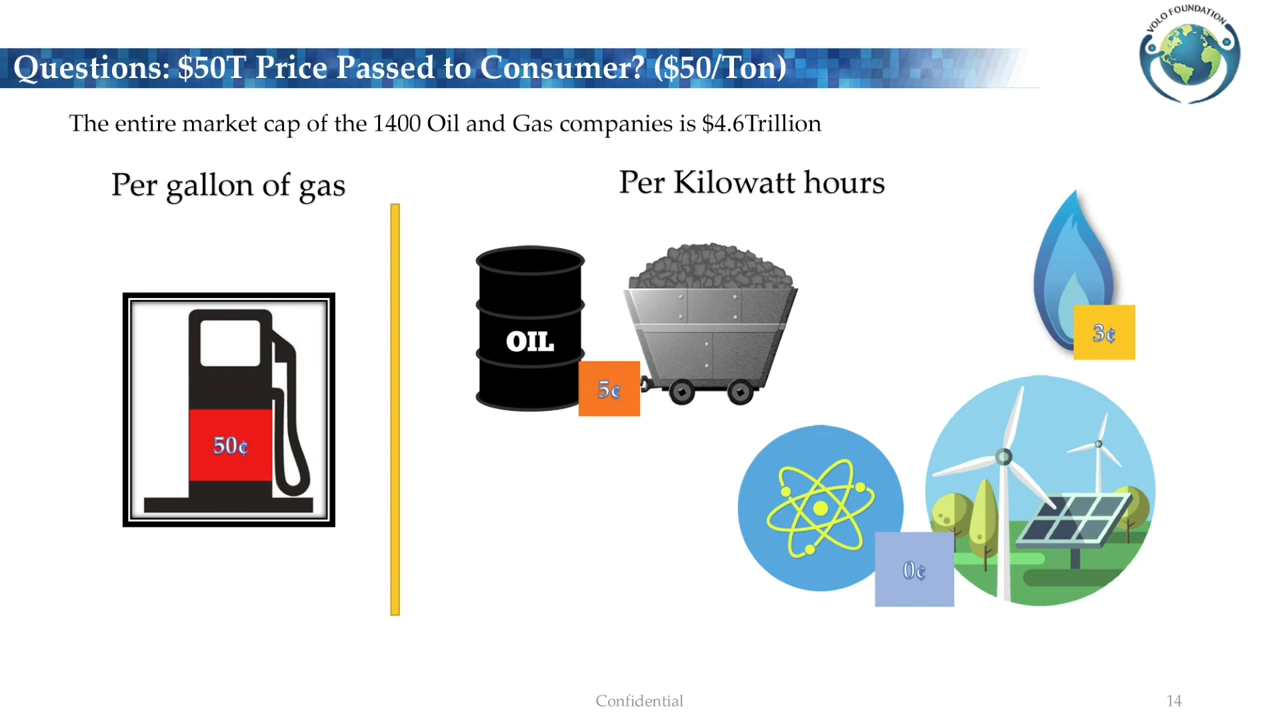 VOLO FOUNDATION
Questions: $50T Price Passed to Consumer? ($50/Ton)
The entire market cap of the 1400 Oil and Gas companies is $4.6Trillion
Per gallon of gas
Per Kilowatt hours
OIL
5¢
3¢
50¢
0¢
Confidential
14